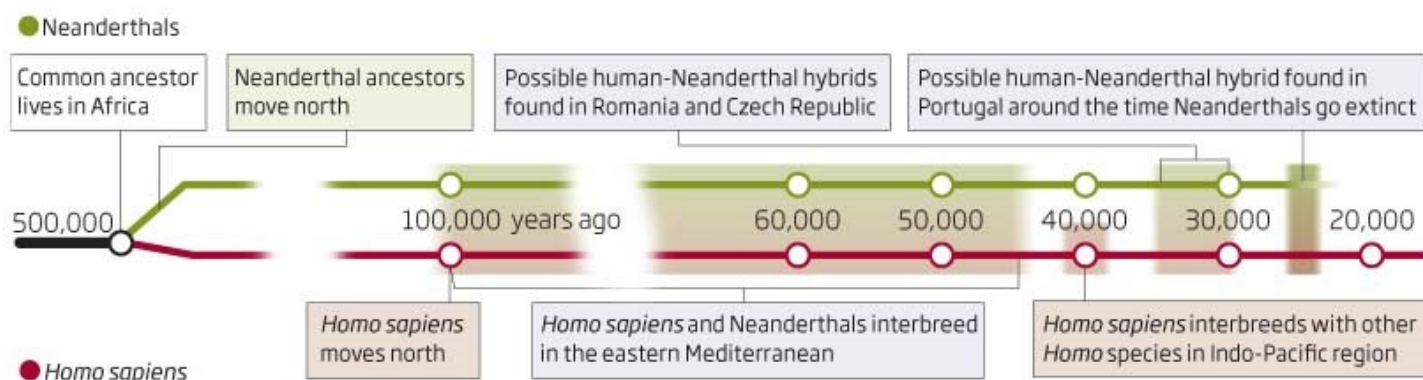 Neanderthals
Common ancestor
lives in Africa
Neanderthal ancestors
move north
Possible human-Neanderthal hybrids
found in Romania and Czech Republic
Possible human-Neanderthal hybrid found in
Portugal around the time Neanderthals go extinct
500,000
100,000 years ago
60,000
50,000
40,000
30,000
20,000
Homo sapiens
moves north
Homo sapiens and Neanderthals interbreed
in the eastern Mediterranean
Homo sapiens interbreeds with other
Homo species in Indo-Pacific region
Homo sapiens